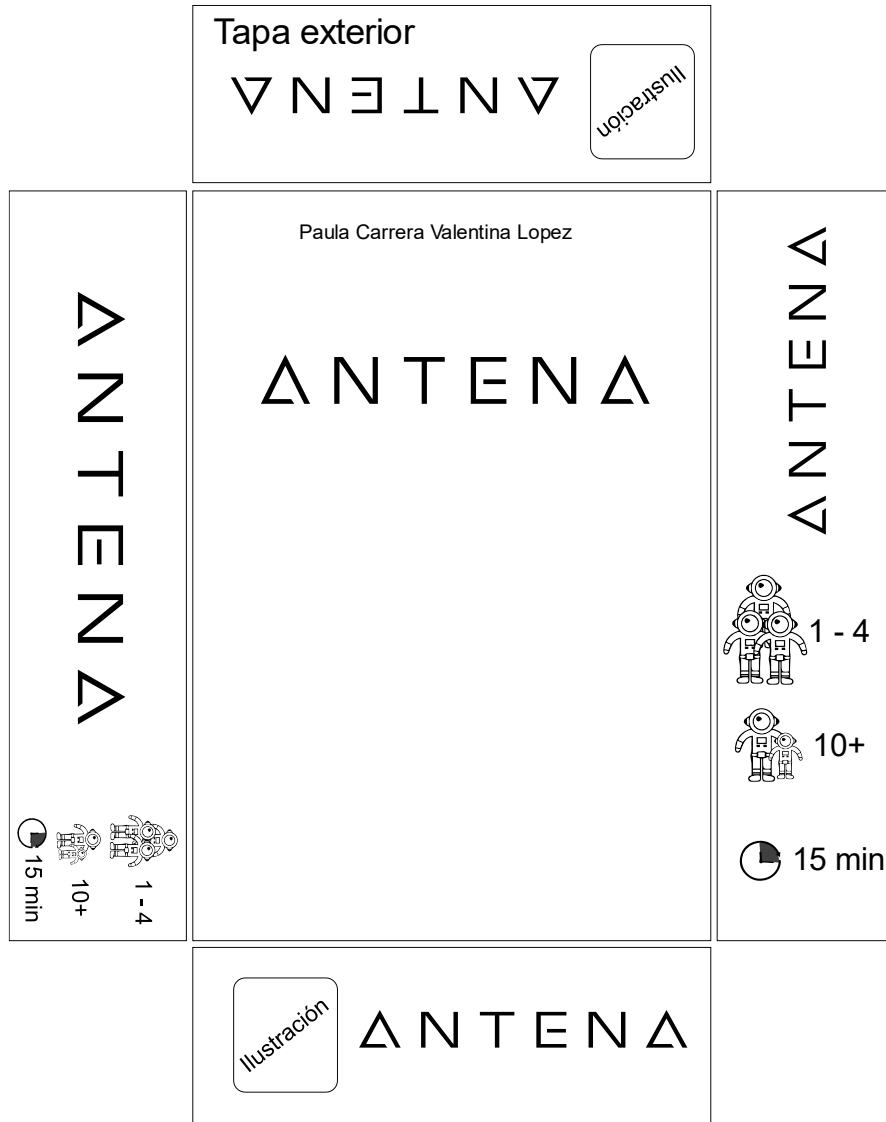 Tapa exterior
ANTENA
Ilustración
Paula Carrera Valentina Lopez
ANTENA
ANTENA
1 - 4
10+
15 min
ANTENA
1 - 4
10+
15 min
Ilustración
ANTENA